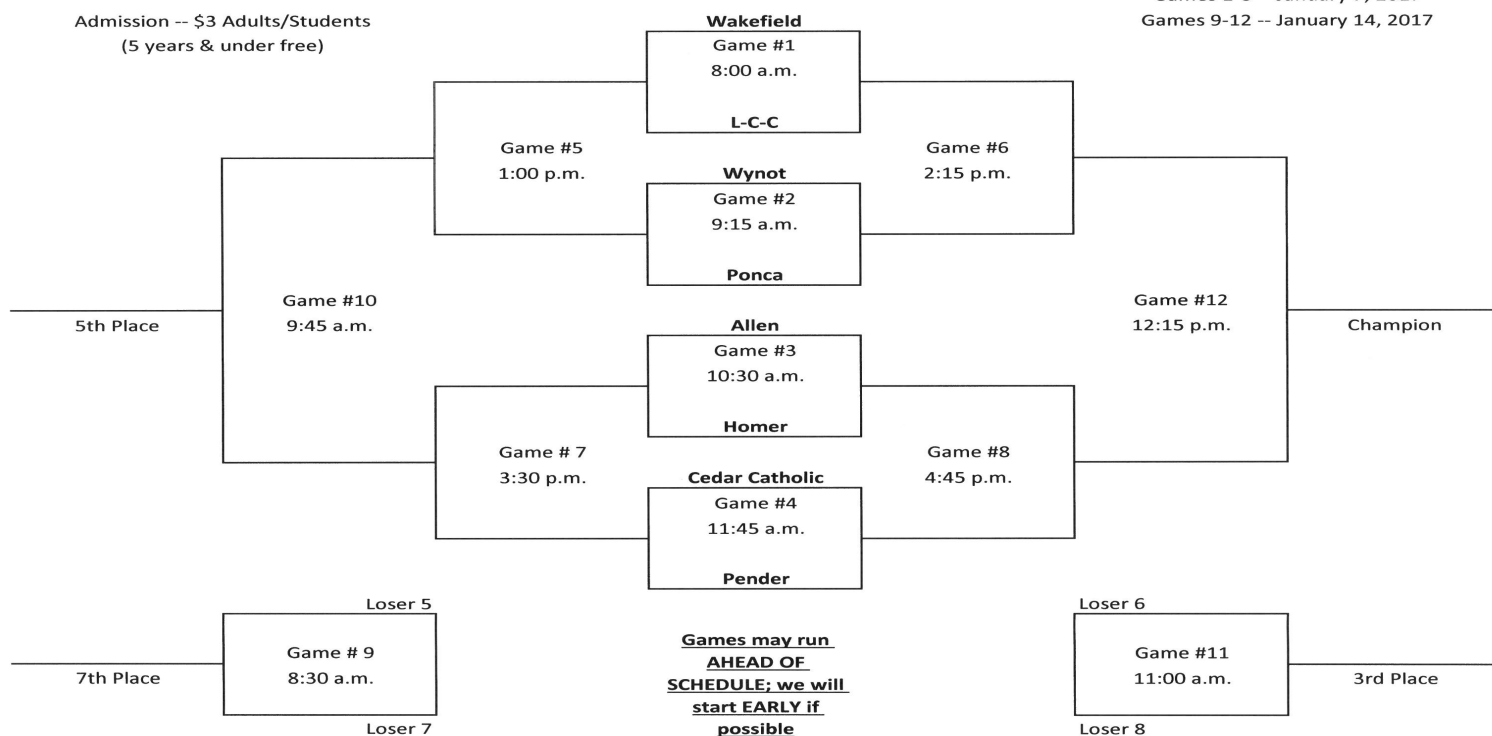 Admission -- $3 Adults/Students
(5 years & under free)
Games 9-12 -- January 14, 2017
Wakefield
Game #1
8:00 a.m.
L-C-C
Game #5
1:00 p.m.
Game #6
2:15 p.m.
Wynot
Game #2
9:15 a.m.
Ponca
Game #10
9:45 a.m.
5th Place
Game #12
12:15 p.m.
Champion
Allen
Game #3
10:30 a.m.
Homer
Game # 7
3:30 p.m.
Game #8
4:45 p.m.
Cedar Catholic
Game #4
11:45 a.m.
Pender
Loser 5
Game # 9
8:30 a.m.
7th Place
Loser 7
Games may run
AHEAD OF
SCHEDULE; we will
start EARLY if
possible
Loser 6
Game #11
11:00 a.m.
3rd Place
Loser 8